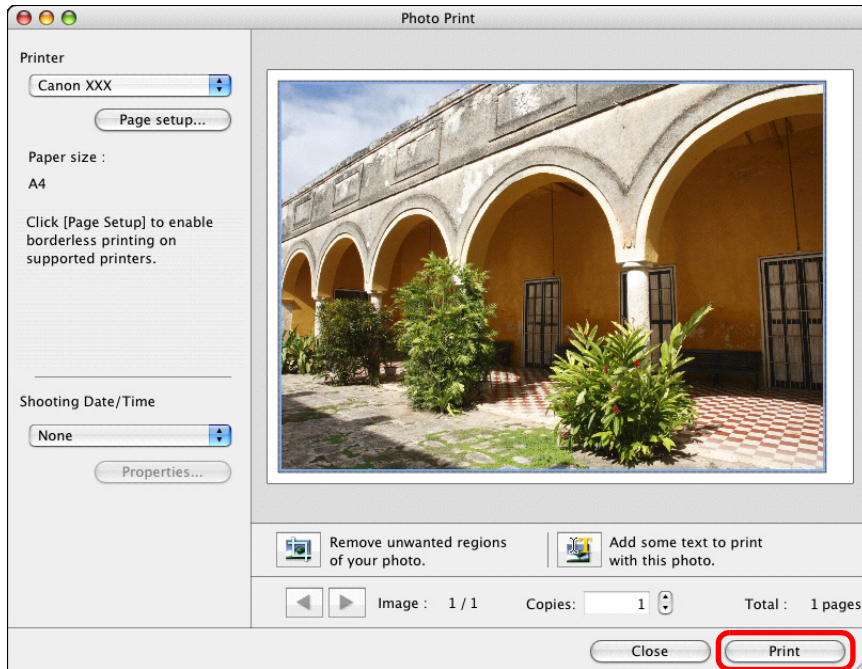 Photo Print
Printer
Canon XXX
Page setup...
Paper size :
A4
Click [Page Setup] to enable
borderless printing on
supported printers.
Shooting Date/Time
None
Properties...
Remove unwanted regions
of your photo.
Add some text to print
with this photo.
Image : 1 / 1
Copies: 1
Total : 1 pages
Close
Print